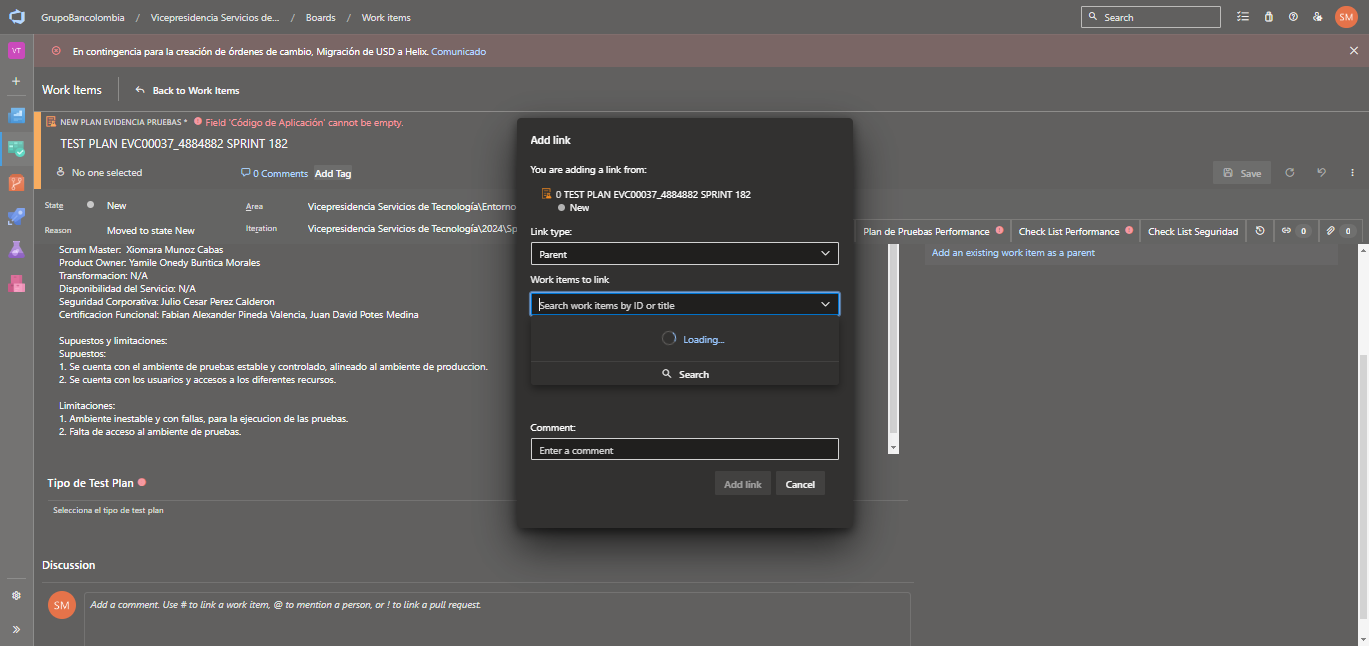 GrupoBancolombia / Vicepresidencia Servicios de... / Boards / Work items
Search
SM
VT
En contingencia para la creación de órdenes de cambio, Migración de USD a Helix. Comunicado
Work Items
Back to Work Items
NEW PLAN EVIDENCIA PRUEBAS *
Field 'Código de Aplicación' cannot be empty.
TEST PLAN EVC00037_4884882 SPRINT 182
No one selected
0 Comments
Add Tag
Save
State
New
Area
Vicepresidencia Servicios de Tecnología\Entorno
Reason
Moved to state New
Iteration
Vicepresidencia Servicios de Tecnología\2024\Sp
Plan de Pruebas Performance
Check List Performance
Check List Seguridad
0
0
Scrum Master: Xiomara Munoz Cabas
Product Owner: Yamile Onedy Buritica Morales
Transformacion: N/A
Disponibilidad del Servicio: N/A
Seguridad Corporativa: Julio Cesar Perez Calderon
Certificacion Funcional: Fabian Alexander Pineda Valencia, Juan David Potes Medina
Supuestos y limitaciones:
Supuestos:
1. Se cuenta con el ambiente de pruebas estable y controlado, alineado al ambiente de produccion.
2. Se cuenta con los usuarios y accesos a los diferentes recursos.
Limitaciones:
1. Ambiente inestable y con fallas, para la ejecucion de las pruebas.
2. Falta de acceso al ambiente de pruebas.
Add an existing work item as a parent
Tipo de Test Plan
Selecciona el tipo de test plan
Discussion
SM
Add a comment. Use # to link a work item, @ to mention a person, or ! to link a pull request.
Add link
You are adding a link from:
0 TEST PLAN EVC00037_4884882 SPRINT 182
New
Link type:
Parent
Work items to link
Search work items by ID or title
Loading...
Search
Comment:
Enter a comment
Add link
Cancel